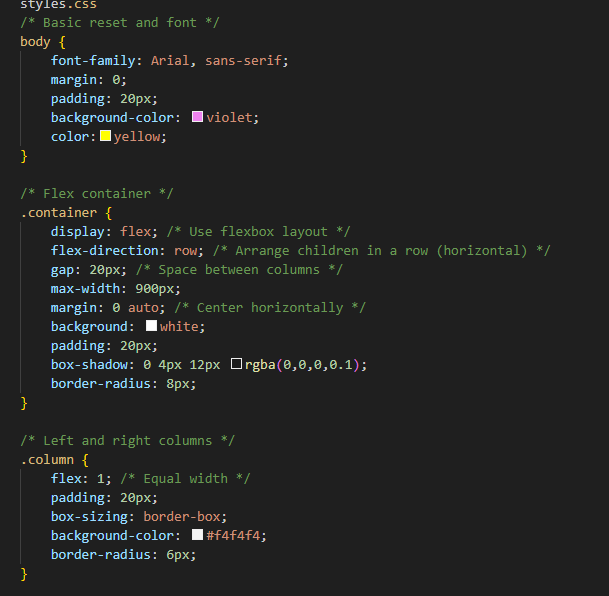 styles.css
/* Basic reset and font */
body {
    font-family: Arial, sans-serif;
    margin: 0;
    padding: 20px;
    background-color: violet;
    color:yellow;
}

/* Flex container */
.container {
    display: flex; /* Use flexbox layout */
    flex-direction: row; /* Arrange children in a row (horizontal) */
    gap: 20px; /* Space between columns */
    max-width: 900px;
    margin: 0 auto; /* Center horizontally */
    background: white;
    padding: 20px;
    box-shadow: 0 4px 12px rgba(0,0,0,0.1);
    border-radius: 8px;
}

/* Left and right columns */
.column {
    flex: 1; /* Equal width */
    padding: 20px;
    box-sizing: border-box;
    background-color: #f4f4f4;
    border-radius: 6px;
}